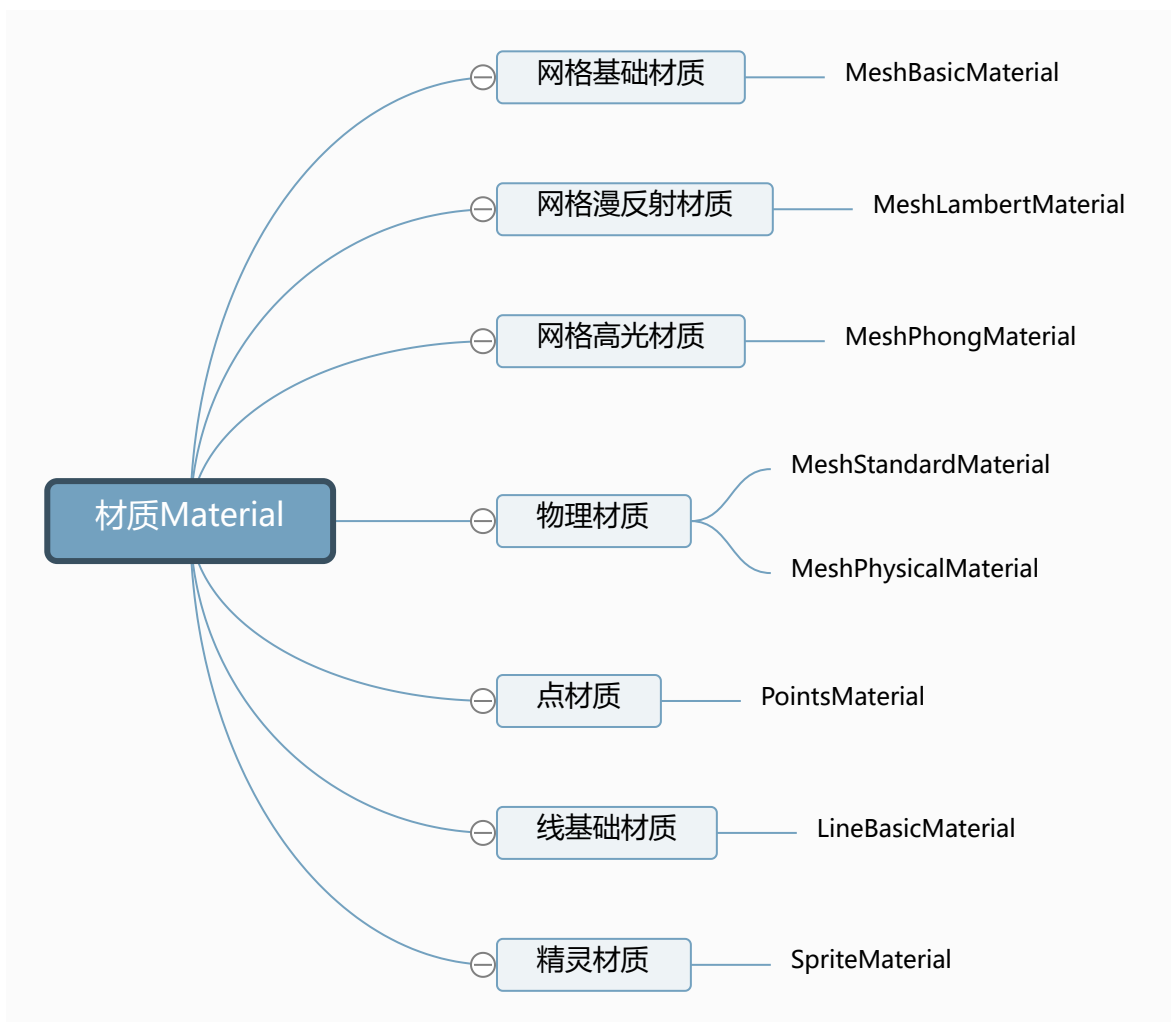 网格基础材质
MeshBasicMaterial
网格漫反射材质
MeshLambertMaterial
网格高光材质
MeshPhongMaterial
材质Material
物理材质
MeshStandardMaterial
MeshPhysicalMaterial
点材质
PointsMaterial
线基础材质
LineBasicMaterial
精灵材质
SpriteMaterial